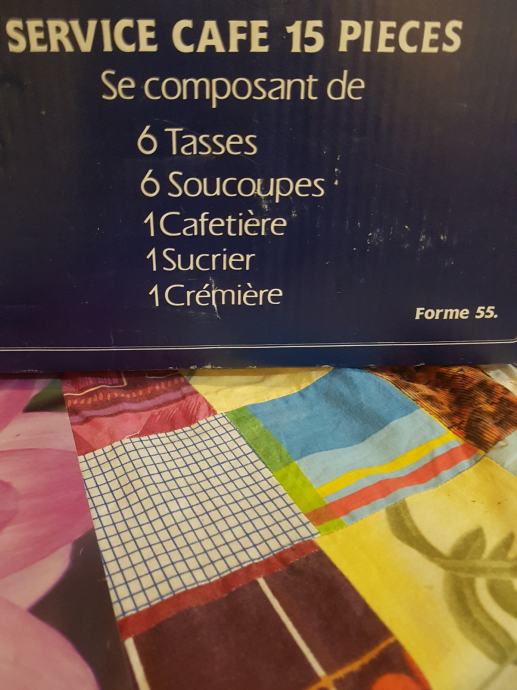 SERVICE CAFE 15 PIECES
Se composant de
6 Tasses
6 Soucoupes
1 Cafetière
1 Sucrier
1 Crémière
Forme 55.